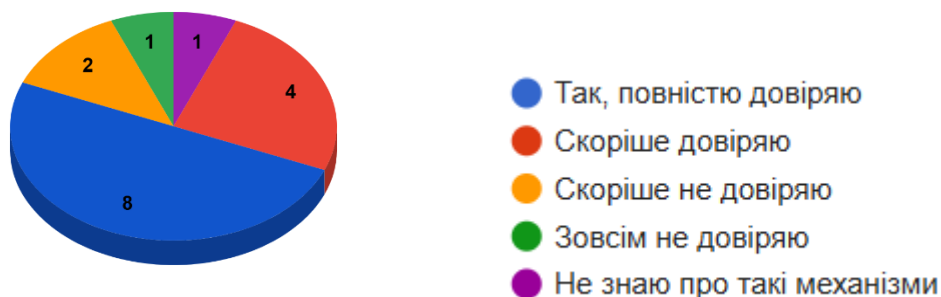 1
1
2
4
8
Так, повністю довіряю
Скоріше довіряю
Скоріше не довіряю
Зовсім не довіряю
Не знаю про такі механізми